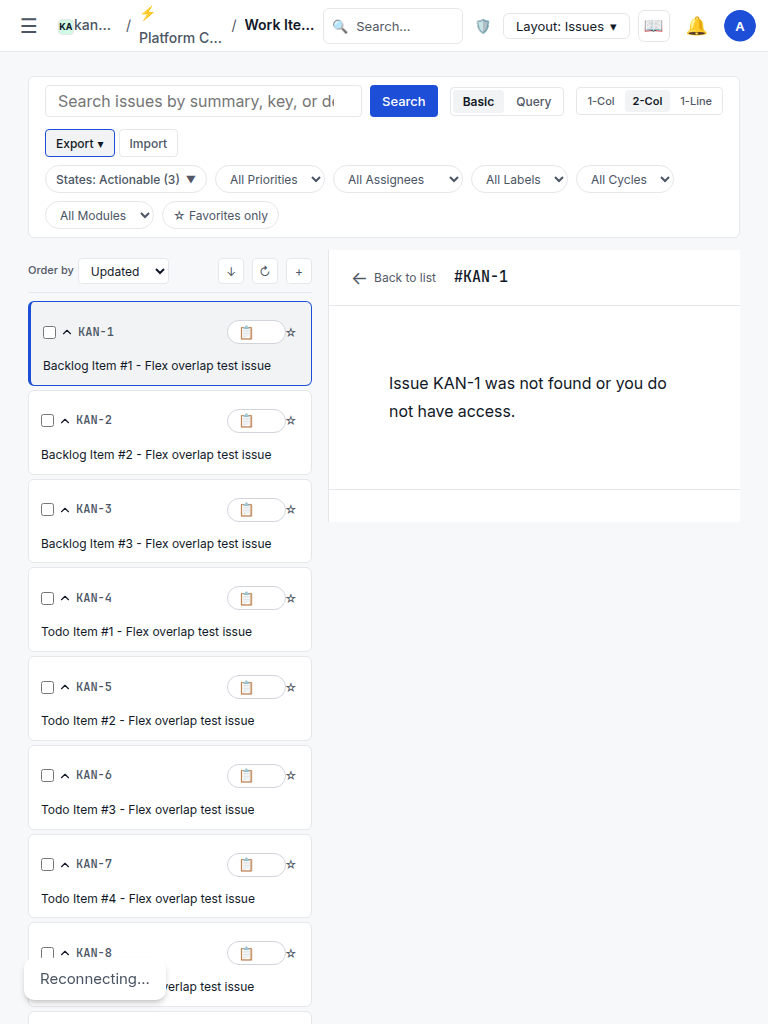 ☰ KA kan... / ⚡ Platform C... / Work Ite... Search... Layout: Issues ▾ A
Search issues by summary, key, or d Search Basic Query 1-Col 2-Col 1-Line
Export ▾ Import
States: Actionable (3) ▼ All Priorities All Assignees All Labels All Cycles
All Modules ☆ Favorites only
Order by Updated ↓ ↻ +
← Back to list #KAN-1
KAN-1 ☆
Backlog Item #1 - Flex overlap test issue
Issue KAN-1 was not found or you do
not have access.
KAN-2 ☆
Backlog Item #2 - Flex overlap test issue
KAN-3 ☆
Backlog Item #3 - Flex overlap test issue
KAN-4 ☆
Todo Item #1 - Flex overlap test issue
KAN-5 ☆
Todo Item #2 - Flex overlap test issue
KAN-6 ☆
Todo Item #3 - Flex overlap test issue
KAN-7 ☆
Todo Item #4 - Flex overlap test issue
KAN-8 ☆
test issue
Reconnecting...